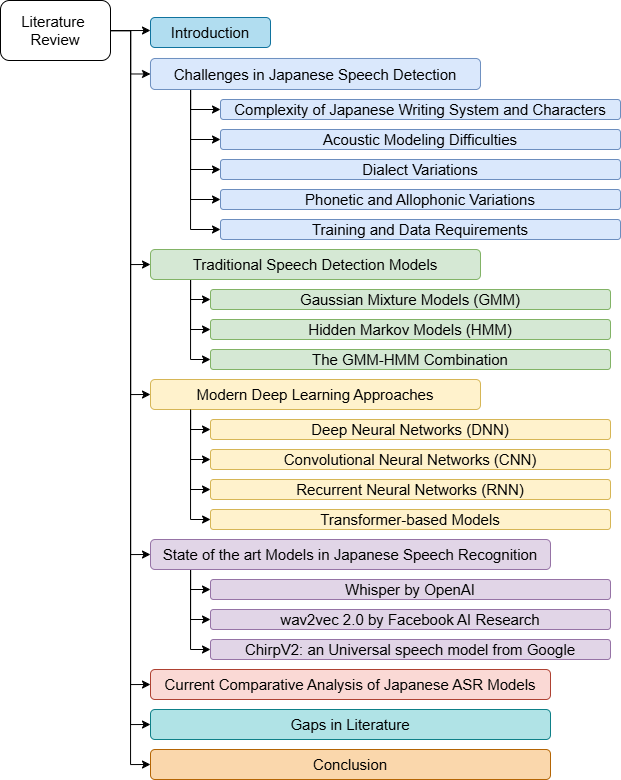 Literature
Review
Introduction
Challenges in Japanese Speech Detection
Complexity of Japanese Writing System and Characters
Acoustic Modeling Difficulties
Dialect Variations
Phonetic and Allophonic Variations
Training and Data Requirements
Traditional Speech Detection Models
Gaussian Mixture Models (GMM)
Hidden Markov Models (HMM)
The GMM-HMM Combination
Modern Deep Learning Approaches
Deep Neural Networks (DNN)
Convolutional Neural Networks (CNN)
Recurrent Neural Networks (RNN)
Transformer-based Models
State of the art Models in Japanese Speech Recognition
Whisper by OpenAI
wav2vec 2.0 by Facebook AI Research
ChirpV2: an Universal speech model from Google
Current Comparative Analysis of Japanese ASR Models
Gaps in Literature
Conclusion